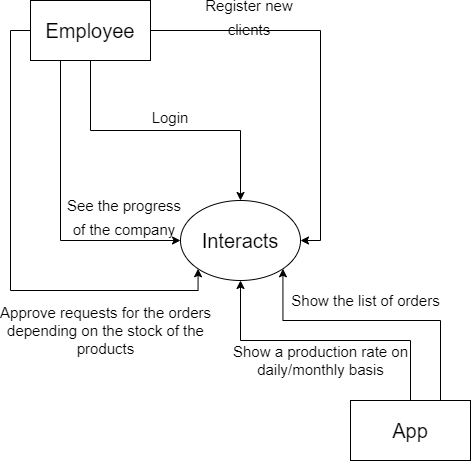 Register new
clients
Employee
Login
See the progress
of the company
Interacts
Approve requests for the orders
depending on the stock of the
products
Show the list of orders
Show a production rate on
daily/monthly basis
App